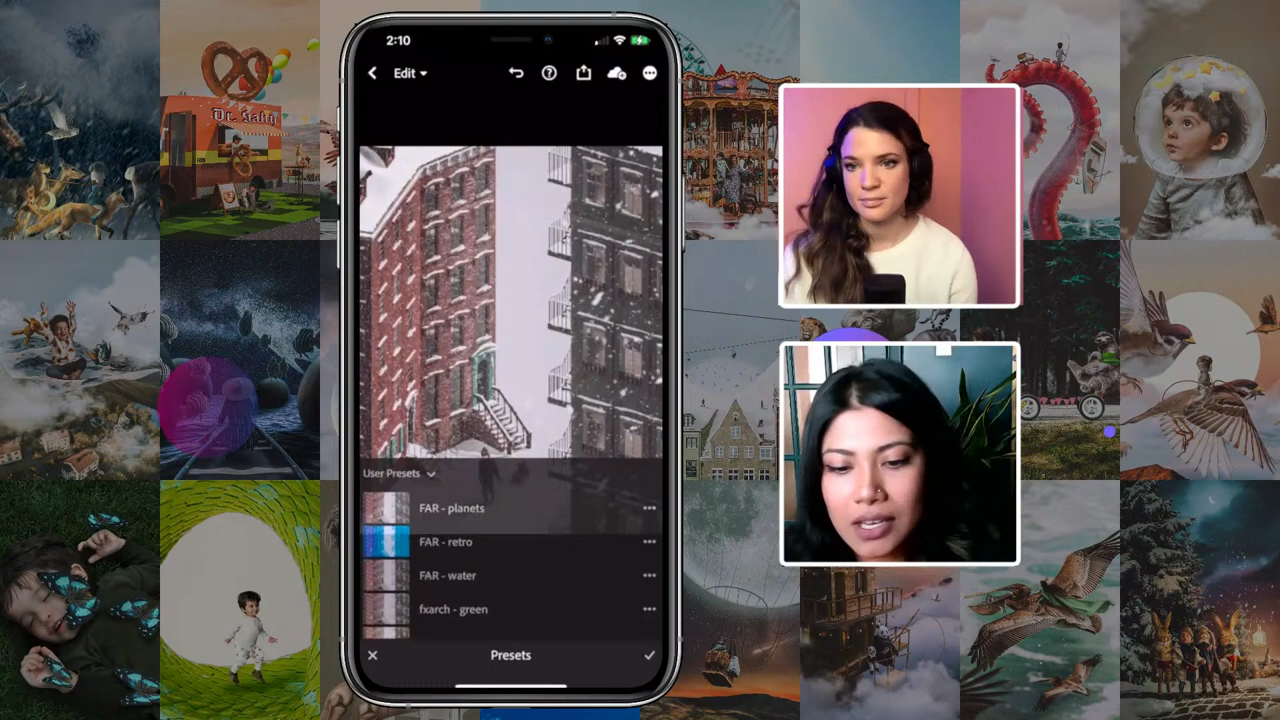 2:10
Edit
Dr. Salty
User Presets
FAR - planets
FAR - retro
FAR - water
fxarch - green
Presets